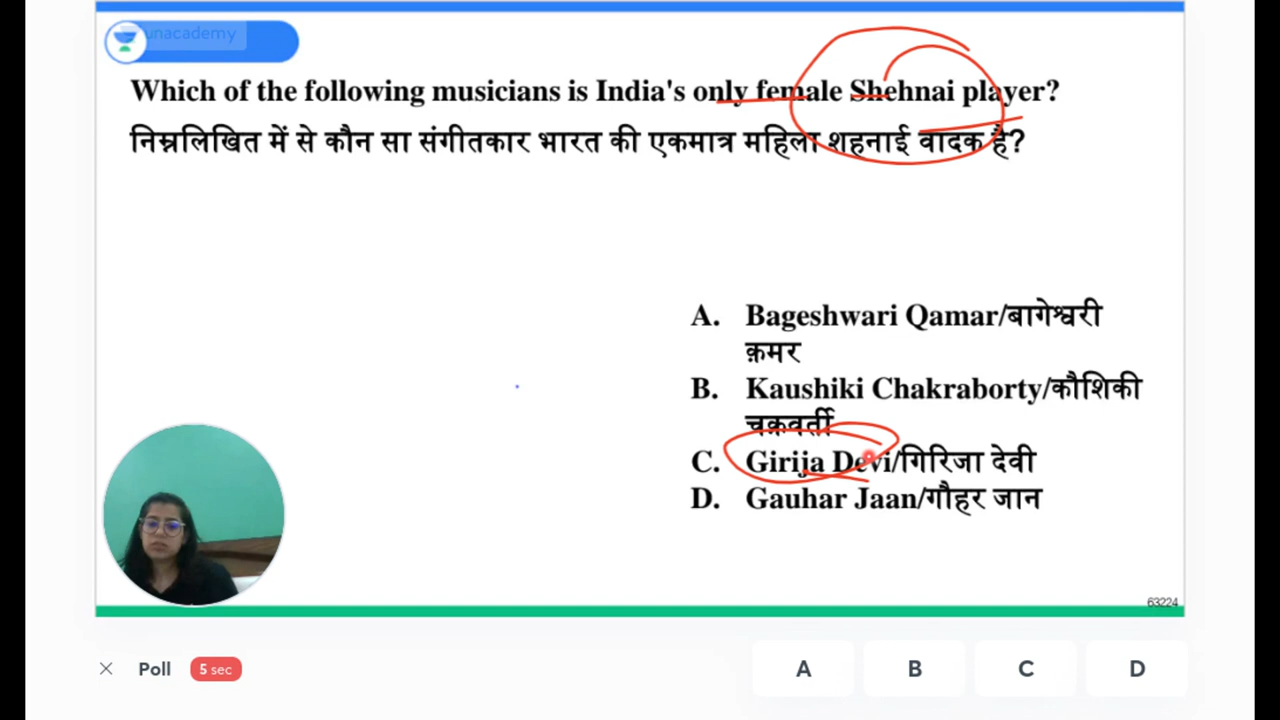 unacademy
Which of the following musicians is India's only female Shehnai player?
निम्नलिखित में से कौन सा संगीतकार भारत की एकमात्र महिला शहनाई वादक है?
A. Bageshwari Qamar/बागेश्वरी
क़मर
B. Kaushiki Chakraborty/कौशिकी
चक्रवर्ती
C. Girija Devi/गिरिजा देवी
D. Gauhar Jaan/गौहर जान
63224
Poll 5 sec A B C D